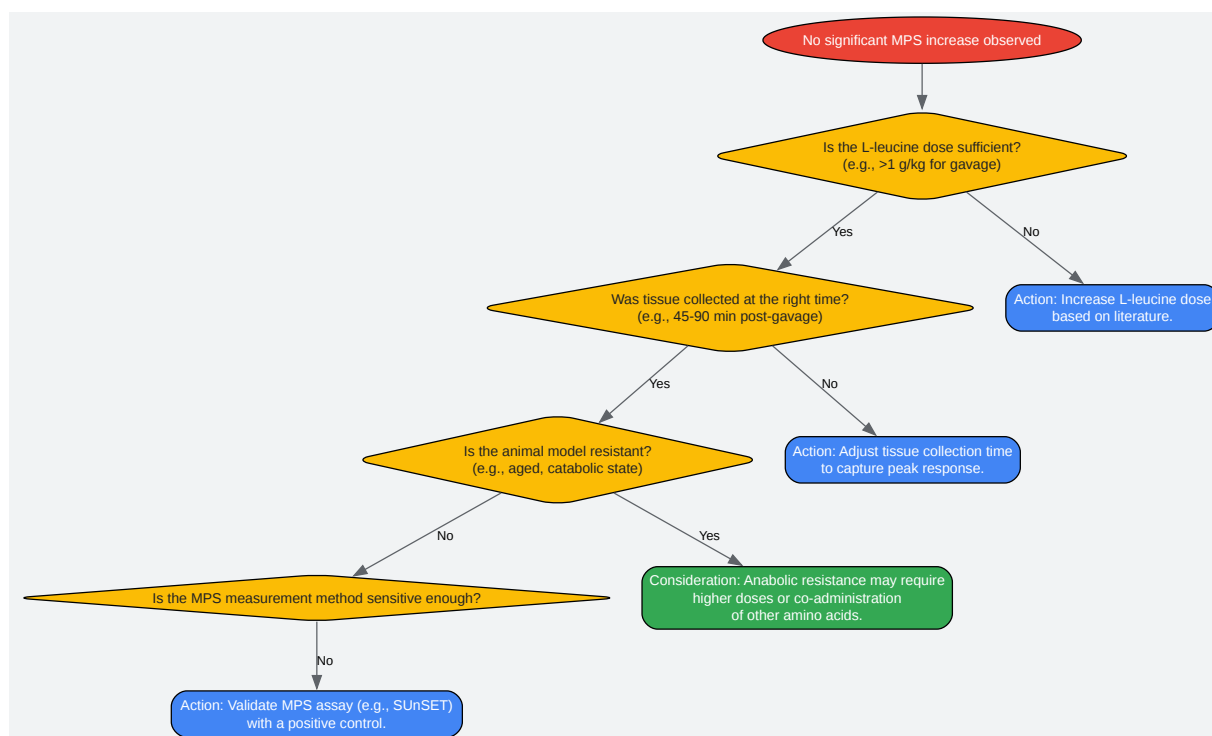 No significant MPS increase observed
Is the L-leucine dose sufficient?
(e.g., >1 g/kg for gavage)
Yes
No
Was tissue collected at the right time?
(e.g., 45-90 min post-gavage)
Action: Increase L-leucine dose
based on literature.
Yes
No
Is the animal model resistant?
(e.g., aged, catabolic state)
Action: Adjust tissue collection time
to capture peak response.
No
Yes
Is the MPS measurement method sensitive enough?
Consideration: Anabolic resistance may require
higher doses or co-administration
of other amino acids.
No
Action: Validate MPS assay (e.g., SUnSET)
with a positive control.